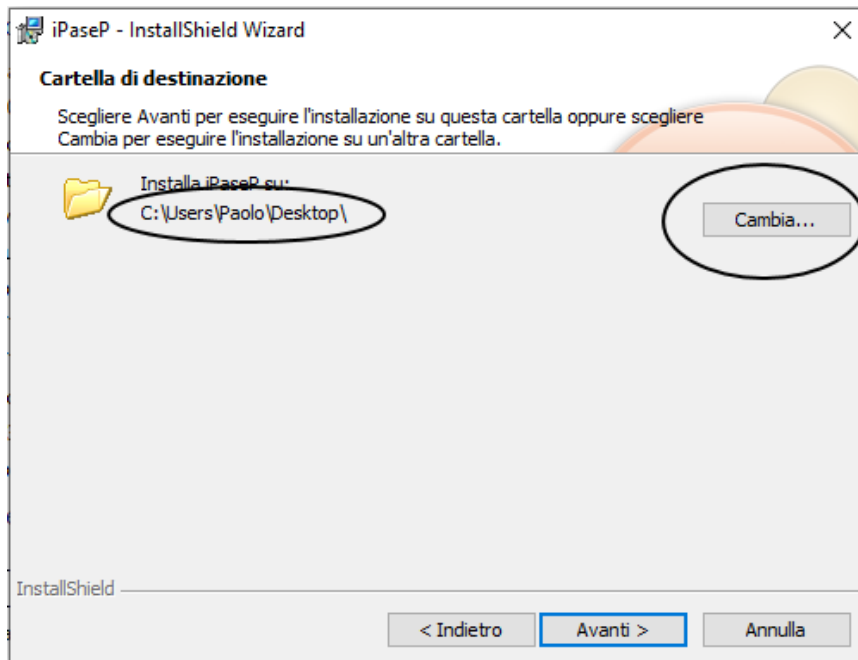 iPaseP - InstallShield Wizard
Cartella di destinazione
Scegliere Avanti per eseguire l'installazione su questa cartella oppure scegliere
Cambia per eseguire l'installazione su un'altra cartella.
Installa iPaseP su:
C:\Users\Paolo\Desktop\
Cambia...
InstallShield
< Indietro
Avanti >
Annulla